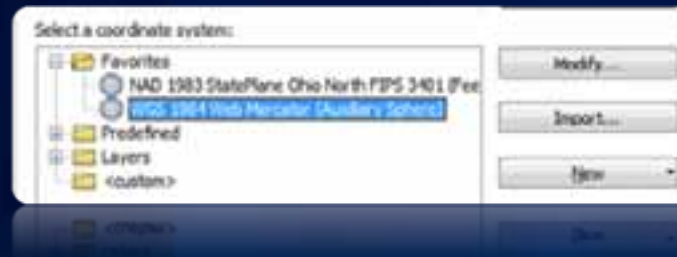 Select a coordinate system:
Favorites
NAD 1983 StatePlane Ohio North FIPS 3401 (Fee
WGS 1984 Web Mercator (Auxiliary Sphere)
Predefined
Layers
<custom>
Modify...
Import...
New